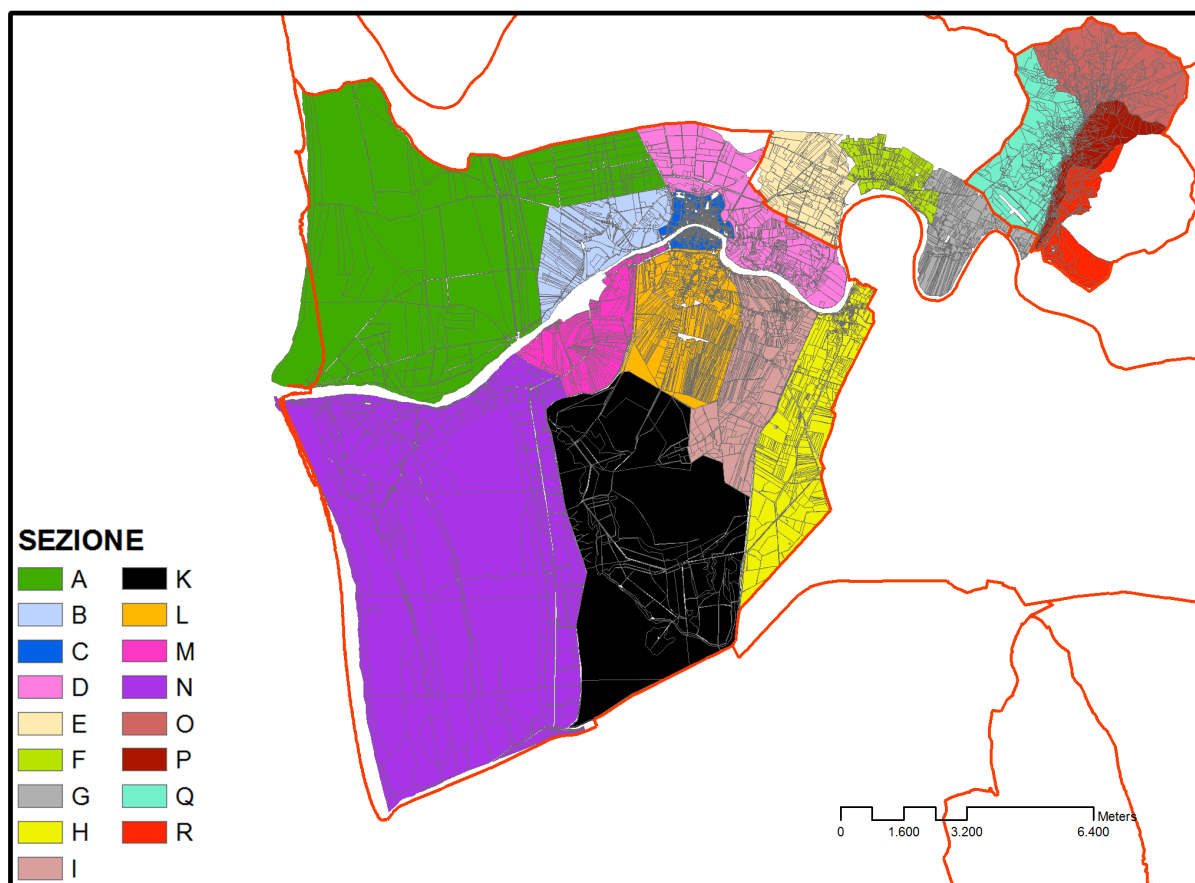 SEZIONE
A K
B L
C M
D N
E O
F P
G Q
H R
I
Meters
0 1.600 3.200 6.400